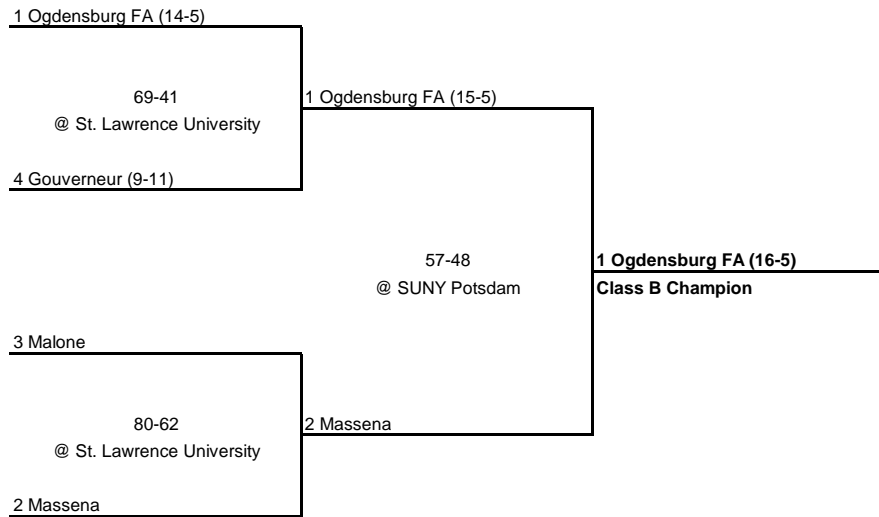 1 Ogdensburg FA (14-5)
69-41
@ St. Lawrence University
1 Ogdensburg FA (15-5)
4 Gouverneur (9-11)
57-48
@ SUNY Potsdam
1 Ogdensburg FA (16-5)
Class B Champion
3 Malone
80-62
@ St. Lawrence University
2 Massena
2 Massena